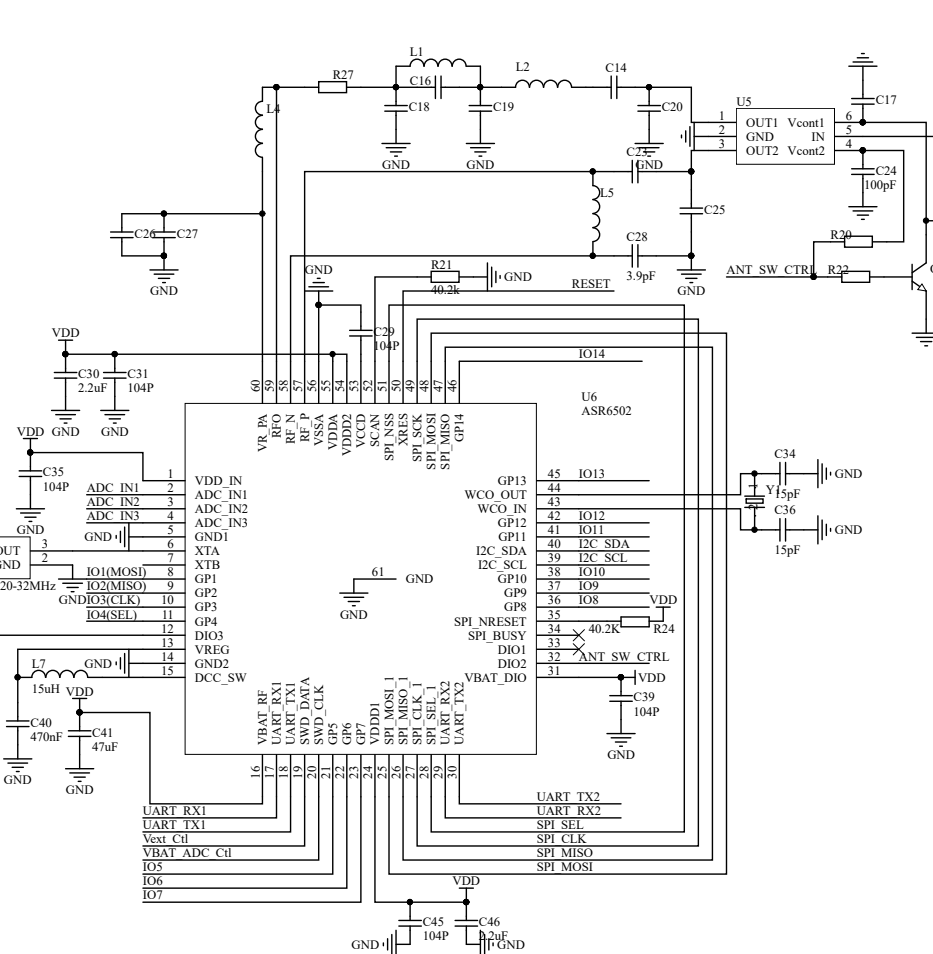 L1
R27
C16
L2
C14
C17
L4
C18
C19
C20
U5
1
OUT1
Vcont1
6
2
GND
IN
5
3
OUT2
Vcont2
4
GND
GND
GND
C23
C24
100pF
L5
C25
C26
C27
C28
3.9pF
R20
GND
GND
R21
40.2k
GND
GND
ANT_SW_CTRL
R22
RESET
VDD
C29
104P
IO14
C30
2.2uF
C31
104P
GND
GND
60
59
58
57
56
55
54
53
52
51
50
49
48
47
46
U6
ASR6502
VR_PA
RFO
RF_N
RF_P
VSSA
VDDA
VDDD2
VCCD
SCAN
SPI_NSS
XRES
SPI_SCK
SPI_MOSI
SPI_MISO
GP14
VDD
C35
104P
GND
ADC_IN1
ADC_IN2
ADC_IN3
GND
1
2
3
4
5
6
7
8
9
10
11
12
13
14
15
VDD_IN
ADC_IN1
ADC_IN2
ADC_IN3
GND1
XTA
XTB
GP1
GP2
GP3
GP4
DIO3
VREG
GND2
DCC_SW
OUT
3
GND
2
20-32MHz
GND
IO1(MOSI)
IO2(MISO)
IO3(CLK)
IO4(SEL)
GND
61
GND
GND
GP13
WCO_OUT
WCO_IN
GP12
GP11
I2C_SDA
I2C_SCL
GP10
GP9
GP8
SPI_NRESET
SPI_BUSY
DIO1
DIO2
VBAT_DIO
45
44
43
42
41
40
39
38
37
36
35
34
33
32
31
IO13
IO12
IO11
I2C_SDA
I2C_SCL
IO10
IO9
IO8
VDD
40.2K
R24
ANT_SW_CTRL
VDD
C34
15pF
GND
1
2
C36
15pF
GND
C39
104P
GND
L7
15uH
VDD
C40
470nF
C41
47uF
GND
GND
VBAT_RF
UART_RX1
UART_TX1
SWD_DATA
SWD_CLK
GP5
GP6
GP7
VDDD1
SPI_MOSI_1
SPI_MISO_1
SPI_CLK_1
SPI_SEL_1
UART_RX2
UART_TX2
16
17
18
19
20
21
22
23
24
25
26
27
28
29
30
UART_RX1
UART_TX1
Vext_Ctl
VBAT_ADC_Ctl
IO5
IO6
IO7
UART_TX2
UART_RX2
SPI_SEL
SPI_CLK
SPI_MISO
SPI_MOSI
VDD
C45
104P
C46
2.2uF
GND
GND